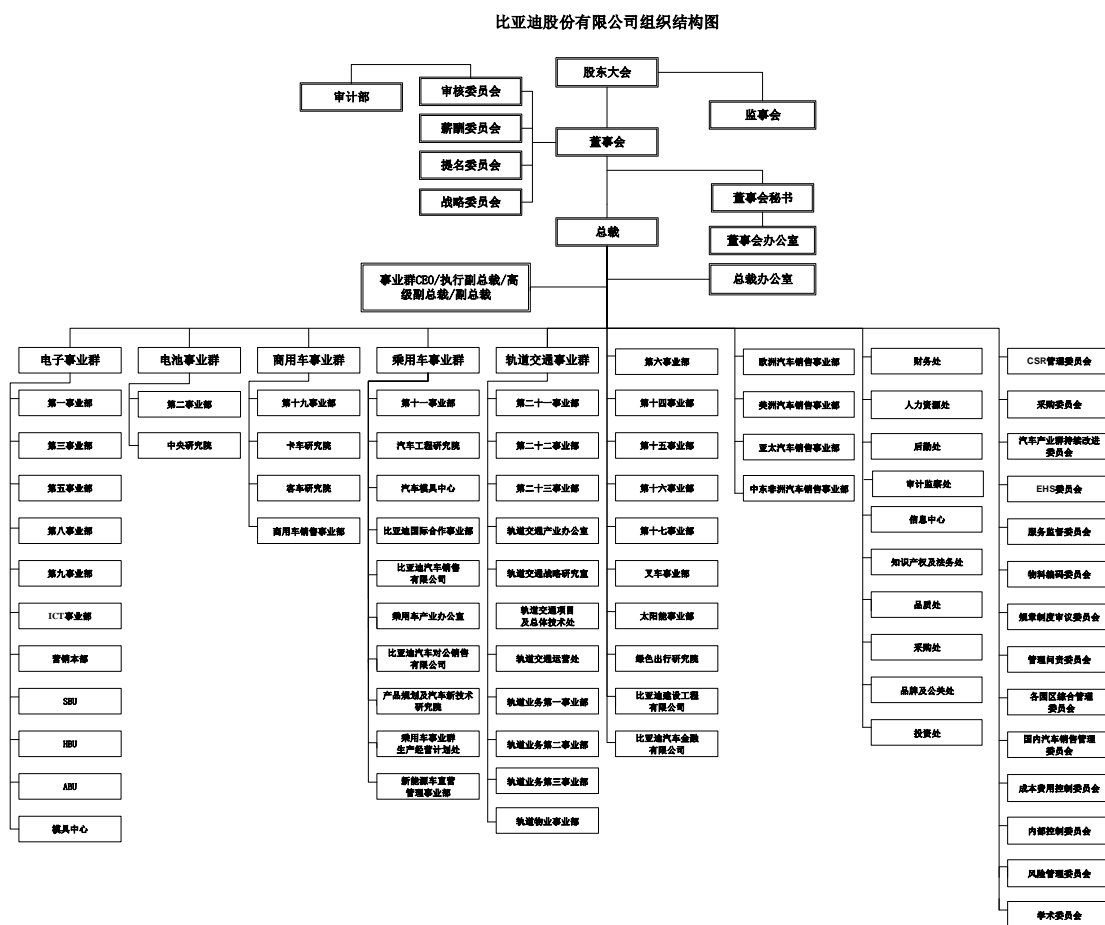 比亚迪股份有限公司组织结构图
股东大会
审计部
审核委员会
监事会
薪酬委员会
董事会
提名委员会
战略委员会
董事会秘书
总裁
董事会办公室
事业群CEO/执行副总裁/高
级副总裁/副总裁
总裁办公室
电子事业群
第一事业部
第三事业部
第五事业部
第八事业部
第九事业部
ICT事业部
营销本部
SBU
HBU
ABU
模具中心
电池事业群
第二事业部
中央研究院
商用车事业群
第十九事业部
卡车研究院
客车研究院
商用车销售事业部
乘用车事业群
第十一事业部
汽车工程研究院
汽车模具中心
比亚迪国际合作事业部
比亚迪汽车销售
有限公司
乘用车产业办公室
比亚迪汽车对公销售
有限公司
产品规划及汽车新技术
研究院
乘用车事业群
生产经营计划处
新能源车直营
管理事业部
轨道交通事业群
第二十一事业部
第二十二事业部
第二十三事业部
轨道交通产业办公室
轨道交通战略研究室
轨道交通项目
及总体技术处
轨道交通运营处
轨道业务第一事业部
轨道业务第二事业部
轨道业务第三事业部
轨道物业事业部
第六事业部
第十四事业部
第十五事业部
第十六事业部
第十七事业部
叉车事业部
太阳能事业部
绿色出行研究院
比亚迪建设工程
有限公司
比亚迪汽车金融
有限公司
欧洲汽车销售事业部
美洲汽车销售事业部
亚太汽车销售事业部
中东非洲汽车销售事业部
财务处
人力资源处
后勤处
审计监察处
信息中心
知识产权及法务处
品质处
采购处
品牌及公关处
投资处
CSR管理委员会
采购委员会
汽车产业群持续改进
委员会
EHS委员会
服务监督委员会
物料编码委员会
规章制度审议委员会
管理问责委员会
各园区综合管理
委员会
国内汽车销售管理
委员会
成本费用控制委员会
内部控制委员会
风险管理委员会
学术委员会